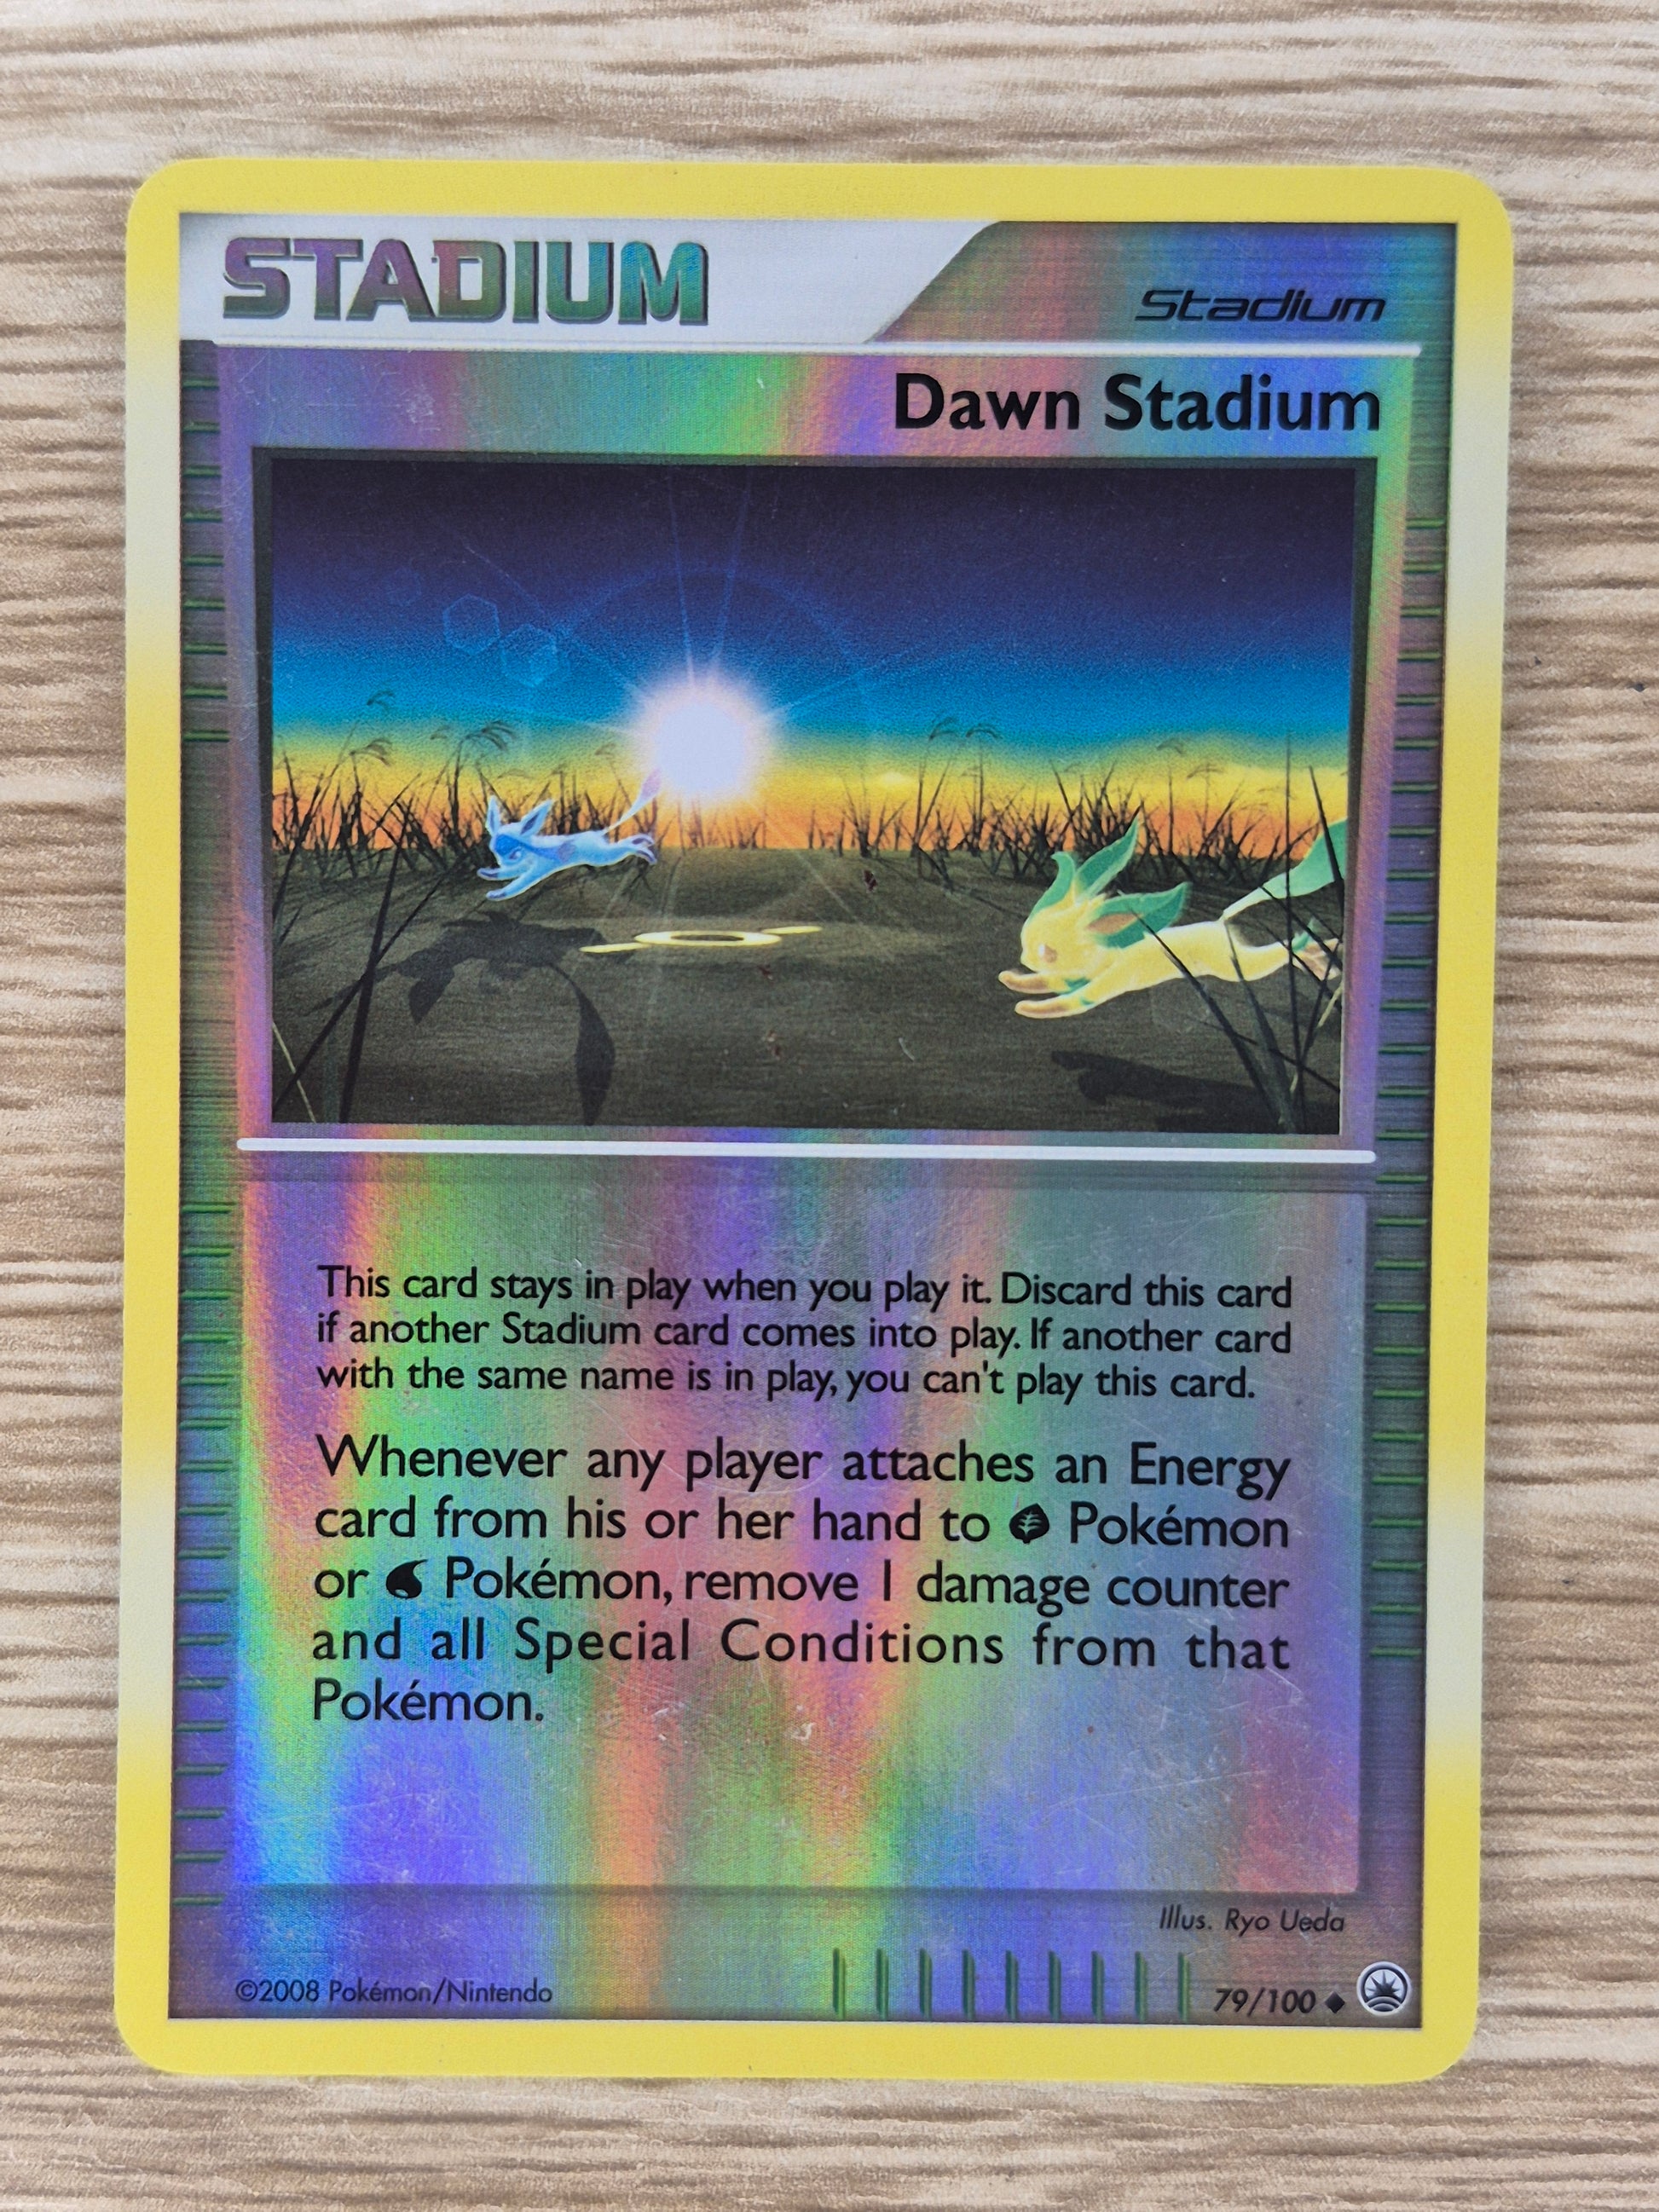 STADIUM
Stadium
Dawn Stadium
This card stays in play when you play it. Discard this card
if another Stadium card comes into play. If another card
with the same name is in play, you can't play this card.
Whenever any player attaches an Energy
card from his or her hand to Pokémon
or Pokémon, remove 1 damage counter
and all Special Conditions from that
Pokémon.
Illus. Ryo Ueda
©2008 Pokémon/Nintendo
79/100